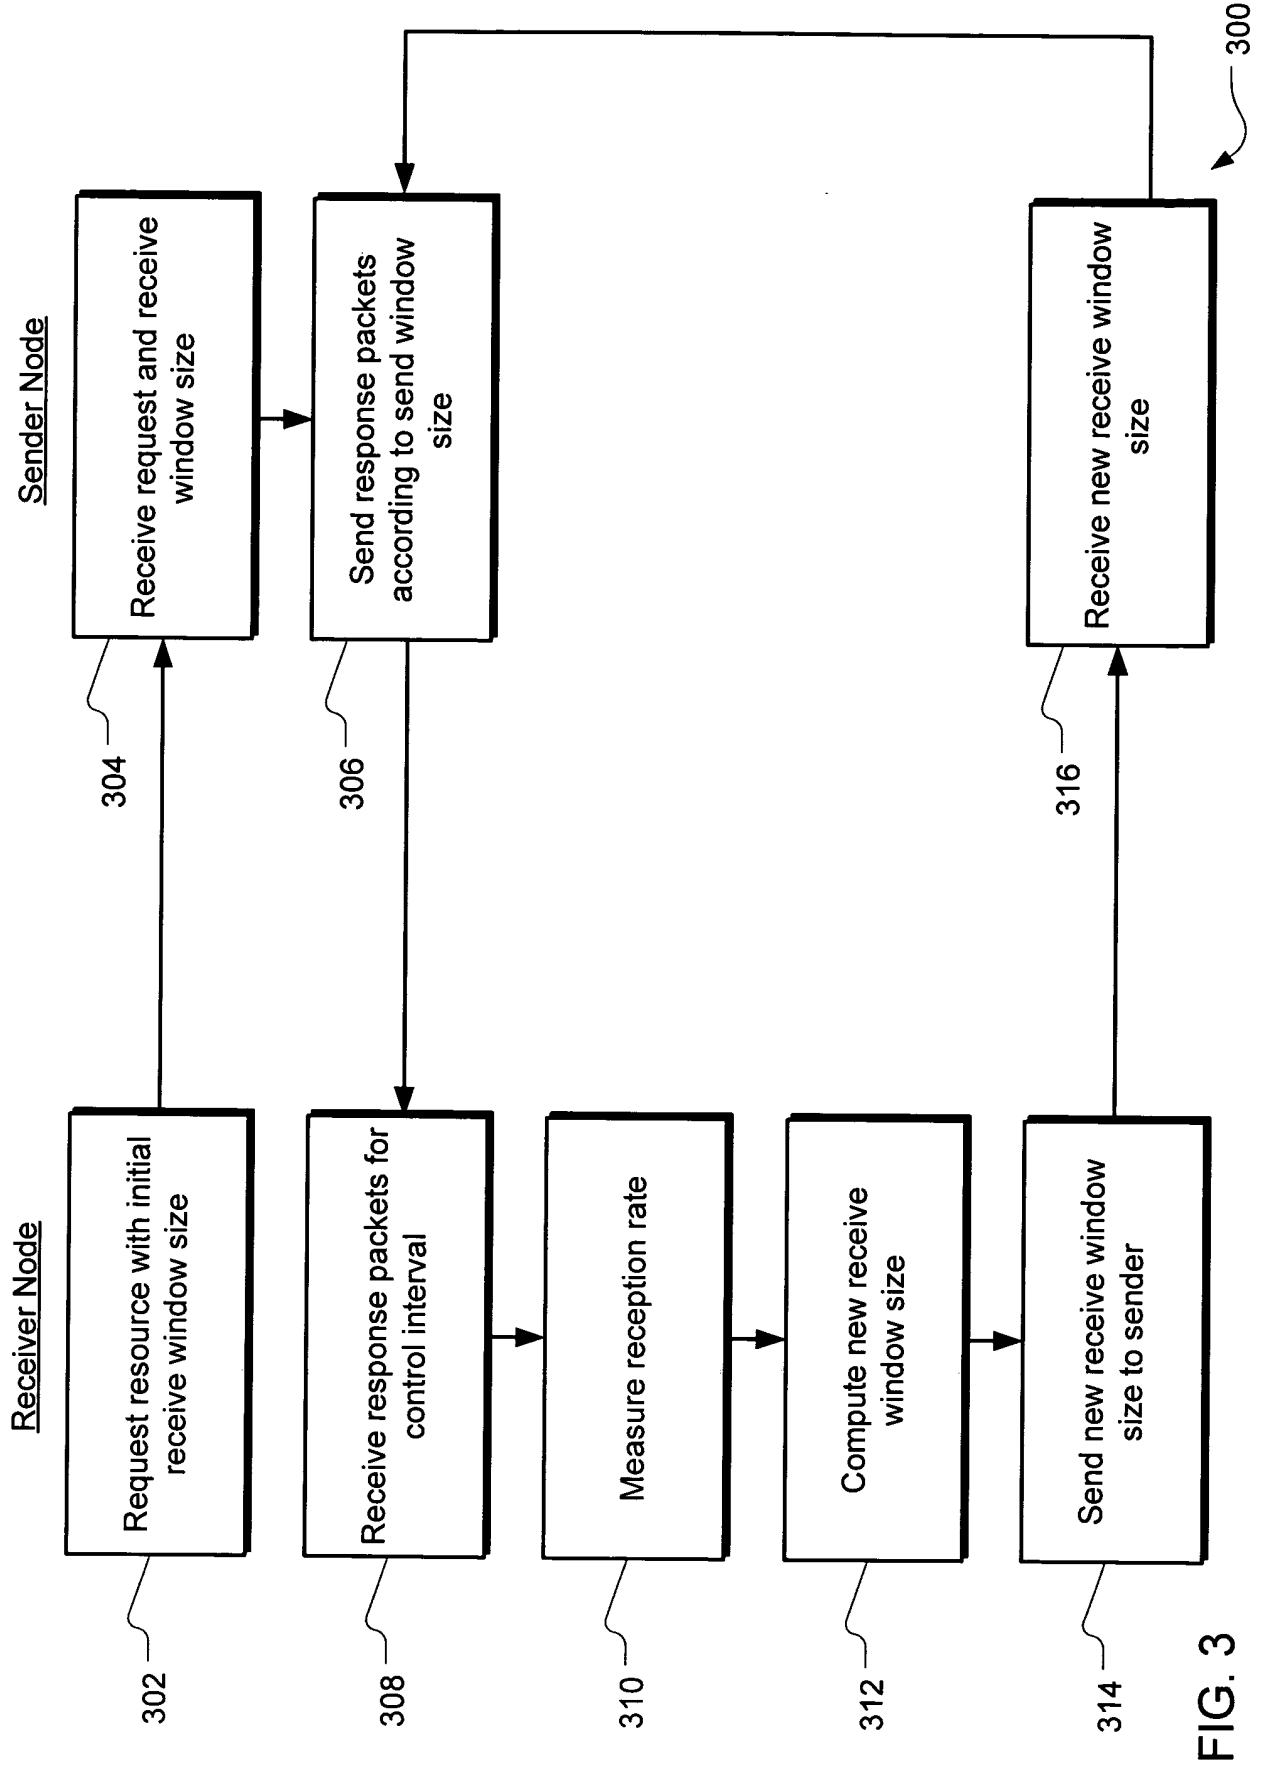 Receiver Node
Sender Node
302
Request resource with initial
receive window size
304
Receive request and receive
window size
306
Send response packets
according to send window
size
308
Receive response packets for
control interval
310
Measure reception rate
312
Compute new receive
window size
314
Send new receive window
size to sender
316
Receive new receive window
size
300
FIG. 3